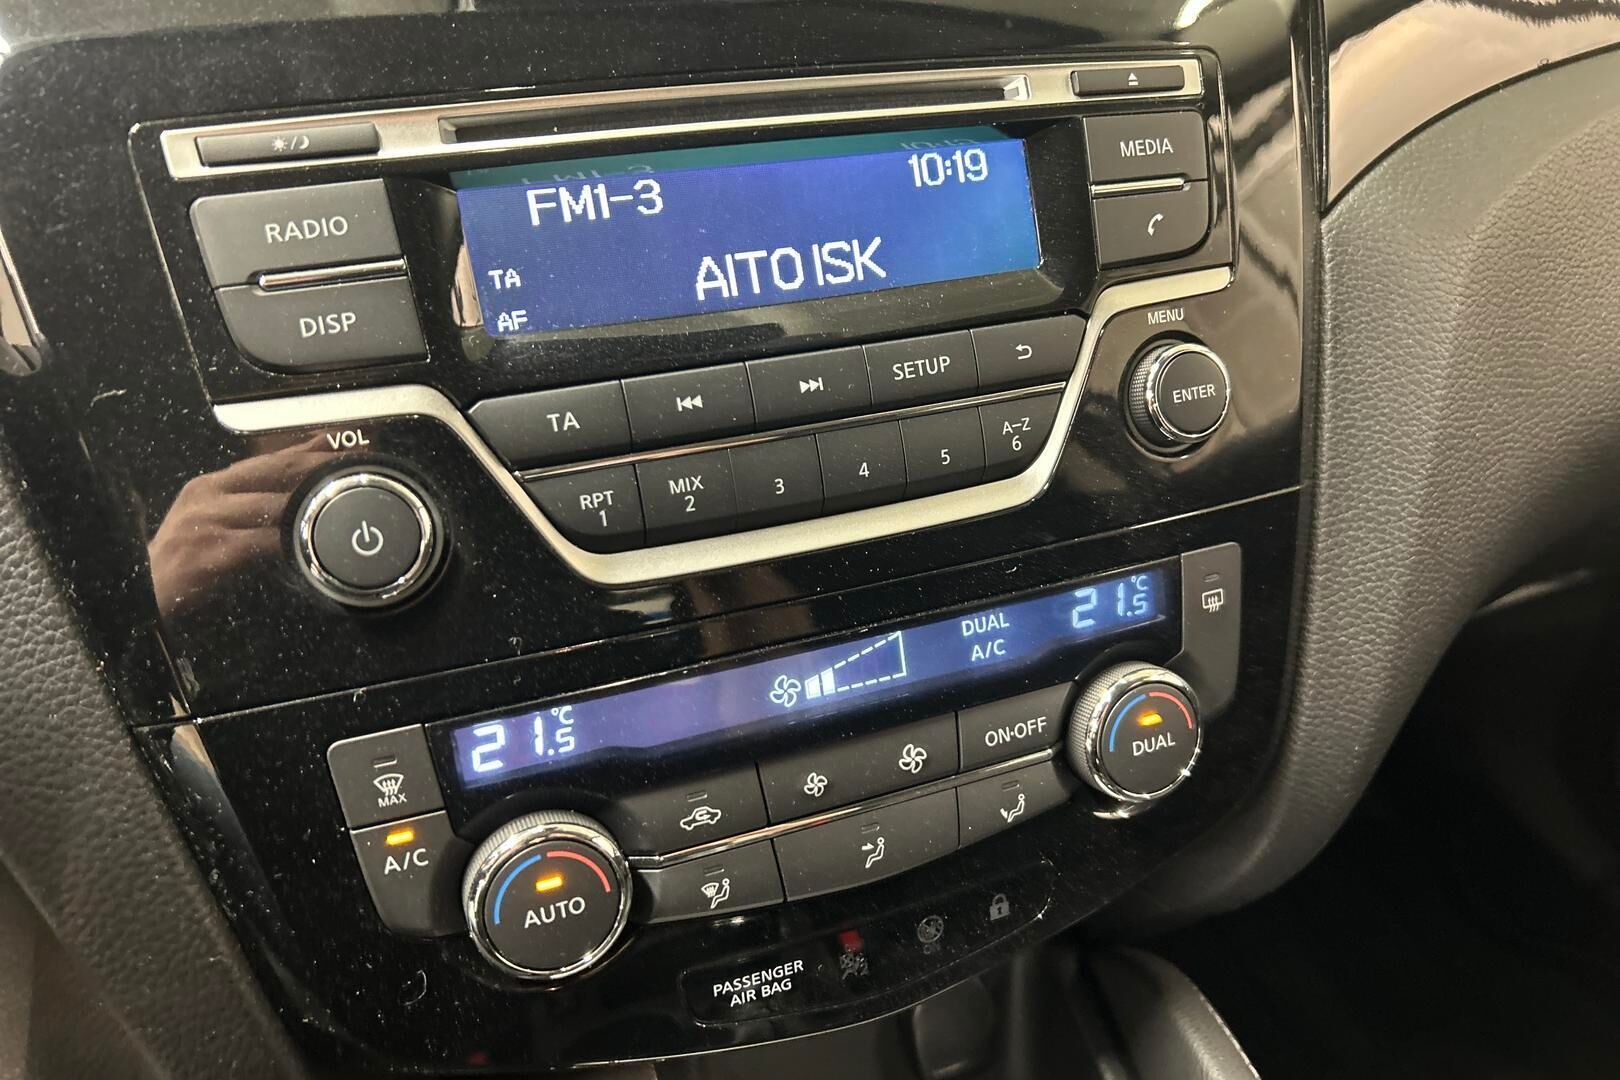 MEDIA
10:19
FM1-3
RADIO
TA
AITO ISK
DISP
AF
MENU
SETUP
ENTER
TA
VOL
RPT
1
MIX
2
3
4
5
A-Z
6
21.5°C
DUAL
A/C
21.5°C
ON·OFF
DUAL
MAX
A/C
AUTO
PASSENGER
AIR BAG